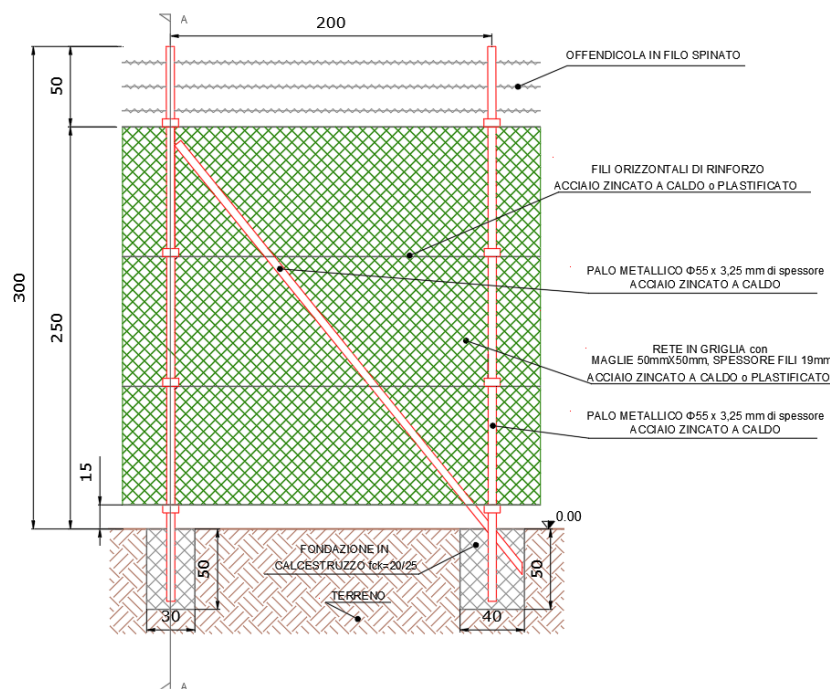 A
200
OFFENDICOLA IN FILO SPINATO
50
FILI ORIZZONTALI DI RINFORZO
ACCIAIO ZINCATO A CALDO o PLASTIFICATO
300
250
PALO METALLICO Φ55 x 3,25 mm di spessore
ACCIAIO ZINCATO A CALDO
RETE IN GRIGLIA con
MAGLIE 50mmX50mm, SPESSORE FILI 19mm
ACCIAIO ZINCATO A CALDO o PLASTIFICATO
PALO METALLICO Φ55 x 3,25 mm di spessore
ACCIAIO ZINCATO A CALDO
15
0.00
FONDAZIONE IN
CALCESTRUZZO fck=20/25
50
50
TERRENO
30
40
A